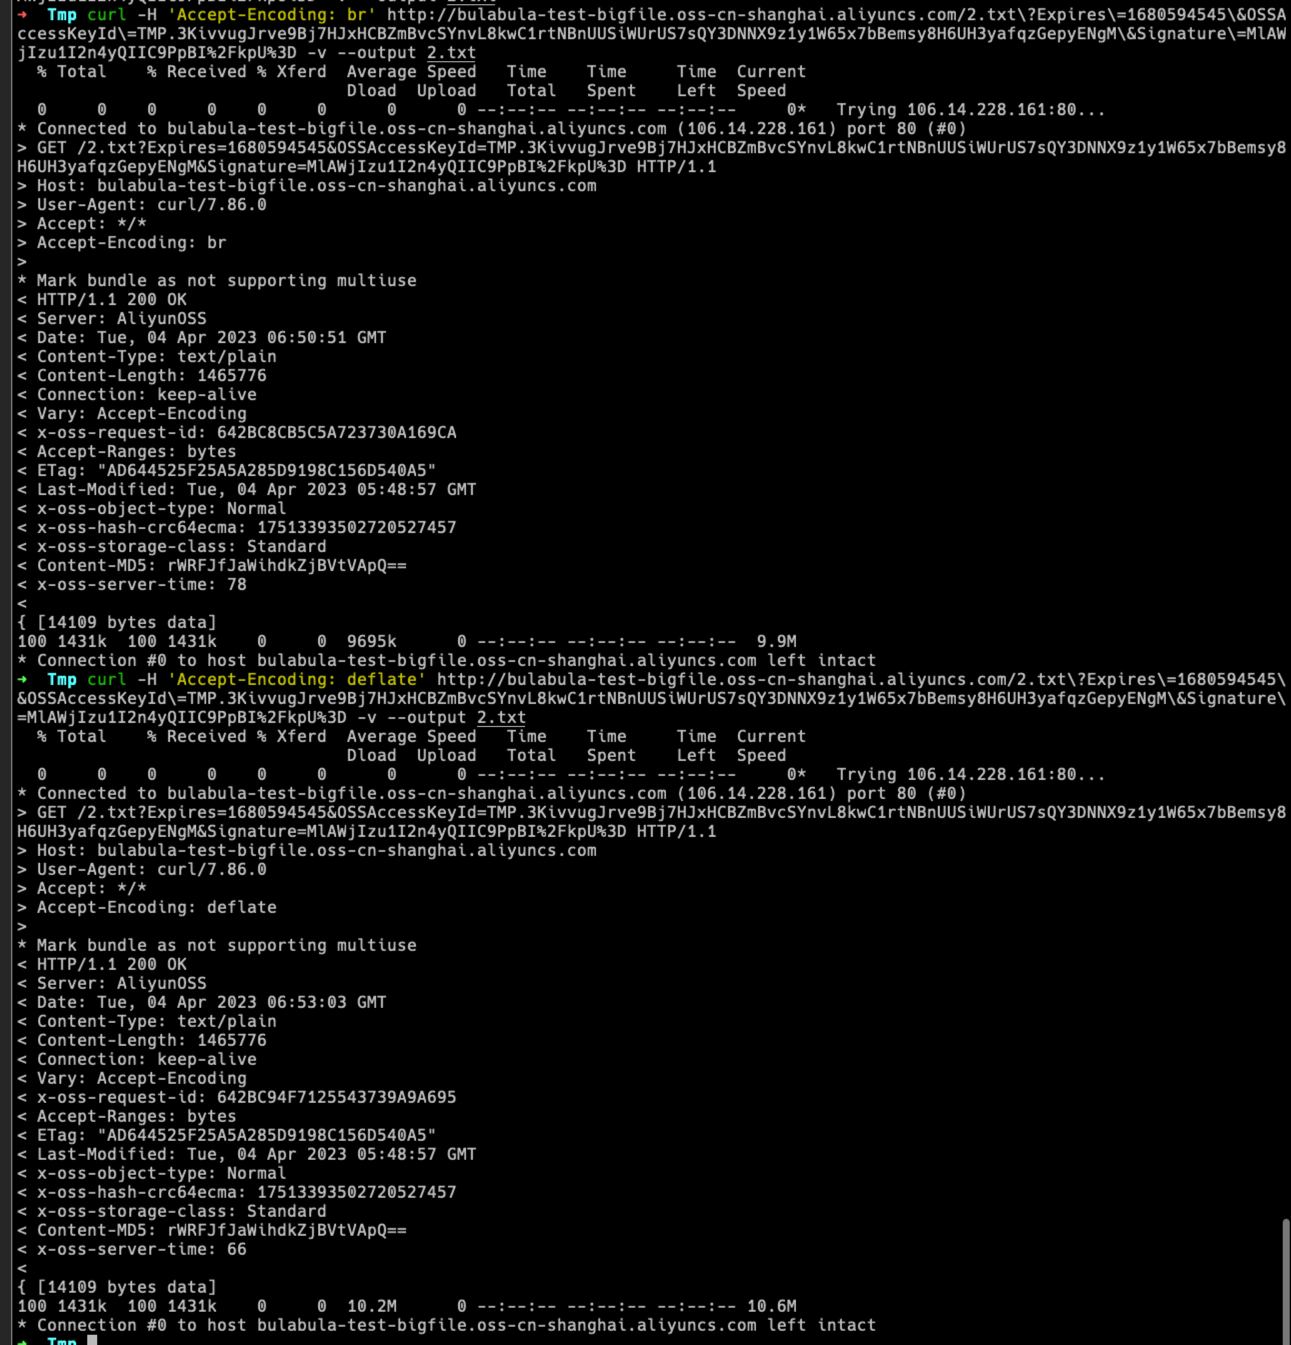 ➜  Tmp curl -H 'Accept-Encoding: br' http://bulabula-test-bigfile.oss-cn-shanghai.aliyuncs.com/2.txt\?Expires\=1680594545\&OSSA
ccessKeyId\=TMP.3KivvugJrve9Bj7HJxHCBZmBvcSYnvL8kwC1rtNBnUUSiWUrUS7sQY3DNNX9z1y1W65x7bBemsy8H6UH3yafqzGepyENgM\&Signature\=MlAW
jIzu1I2n4yQIIC9PpBI%2FkpU%3D -v --output 2.txt
  % Total    % Received % Xferd  Average Speed   Time    Time     Time  Current
                                 Dload  Upload   Total   Spent    Left  Speed
  0     0    0     0    0     0      0      0 --:--:-- --:--:-- --:--:--     0*   Trying 106.14.228.161:80...
* Connected to bulabula-test-bigfile.oss-cn-shanghai.aliyuncs.com (106.14.228.161) port 80 (#0)
> GET /2.txt?Expires=1680594545&OSSAccessKeyId=TMP.3KivvugJrve9Bj7HJxHCBZmBvcSYnvL8kwC1rtNBnUUSiWUrUS7sQY3DNNX9z1y1W65x7bBemsy8
H6UH3yafqzGepyENgM&Signature=MlAWjIzu1I2n4yQIIC9PpBI%2FkpU%3D HTTP/1.1
> Host: bulabula-test-bigfile.oss-cn-shanghai.aliyuncs.com
> User-Agent: curl/7.86.0
> Accept: */*
> Accept-Encoding: br
>
* Mark bundle as not supporting multiuse
< HTTP/1.1 200 OK
< Server: AliyunOSS
< Date: Tue, 04 Apr 2023 06:50:51 GMT
< Content-Type: text/plain
< Content-Length: 1465776
< Connection: keep-alive
< Vary: Accept-Encoding
< x-oss-request-id: 642BC8CB5C5A723730A169CA
< Accept-Ranges: bytes
< ETag: "AD644525F25A5A285D9198C156D540A5"
< Last-Modified: Tue, 04 Apr 2023 05:48:57 GMT
< x-oss-object-type: Normal
< x-oss-hash-crc64ecma: 17513393502720527457
< x-oss-storage-class: Standard
< Content-MD5: rWRFJfJaWihdkZjBVtVApQ==
< x-oss-server-time: 78
<
{ [14109 bytes data]
100 1431k  100 1431k    0     0  9695k      0 --:--:-- --:--:-- --:--:--  9.9M
* Connection #0 to host bulabula-test-bigfile.oss-cn-shanghai.aliyuncs.com left intact
➜  Tmp curl -H 'Accept-Encoding: deflate' http://bulabula-test-bigfile.oss-cn-shanghai.aliyuncs.com/2.txt\?Expires\=1680594545\
&OSSAccessKeyId\=TMP.3KivvugJrve9Bj7HJxHCBZmBvcSYnvL8kwC1rtNBnUUSiWUrUS7sQY3DNNX9z1y1W65x7bBemsy8H6UH3yafqzGepyENgM\&Signature\
=MlAWjIzu1I2n4yQIIC9PpBI%2FkpU%3D -v --output 2.txt
  % Total    % Received % Xferd  Average Speed   Time    Time     Time  Current
                                 Dload  Upload   Total   Spent    Left  Speed
  0     0    0     0    0     0      0      0 --:--:-- --:--:-- --:--:--     0*   Trying 106.14.228.161:80...
* Connected to bulabula-test-bigfile.oss-cn-shanghai.aliyuncs.com (106.14.228.161) port 80 (#0)
> GET /2.txt?Expires=1680594545&OSSAccessKeyId=TMP.3KivvugJrve9Bj7HJxHCBZmBvcSYnvL8kwC1rtNBnUUSiWUrUS7sQY3DNNX9z1y1W65x7bBemsy8
H6UH3yafqzGepyENgM&Signature=MlAWjIzu1I2n4yQIIC9PpBI%2FkpU%3D HTTP/1.1
> Host: bulabula-test-bigfile.oss-cn-shanghai.aliyuncs.com
> User-Agent: curl/7.86.0
> Accept: */*
> Accept-Encoding: deflate
>
* Mark bundle as not supporting multiuse
< HTTP/1.1 200 OK
< Server: AliyunOSS
< Date: Tue, 04 Apr 2023 06:53:03 GMT
< Content-Type: text/plain
< Content-Length: 1465776
< Connection: keep-alive
< Vary: Accept-Encoding
< x-oss-request-id: 642BC94F7125543739A9A695
< Accept-Ranges: bytes
< ETag: "AD644525F25A5A285D9198C156D540A5"
< Last-Modified: Tue, 04 Apr 2023 05:48:57 GMT
< x-oss-object-type: Normal
< x-oss-hash-crc64ecma: 17513393502720527457
< x-oss-storage-class: Standard
< Content-MD5: rWRFJfJaWihdkZjBVtVApQ==
< x-oss-server-time: 66
<
{ [14109 bytes data]
100 1431k  100 1431k    0     0  10.2M      0 --:--:-- --:--:-- --:--:-- 10.6M
* Connection #0 to host bulabula-test-bigfile.oss-cn-shanghai.aliyuncs.com left intact
➜  Tmp